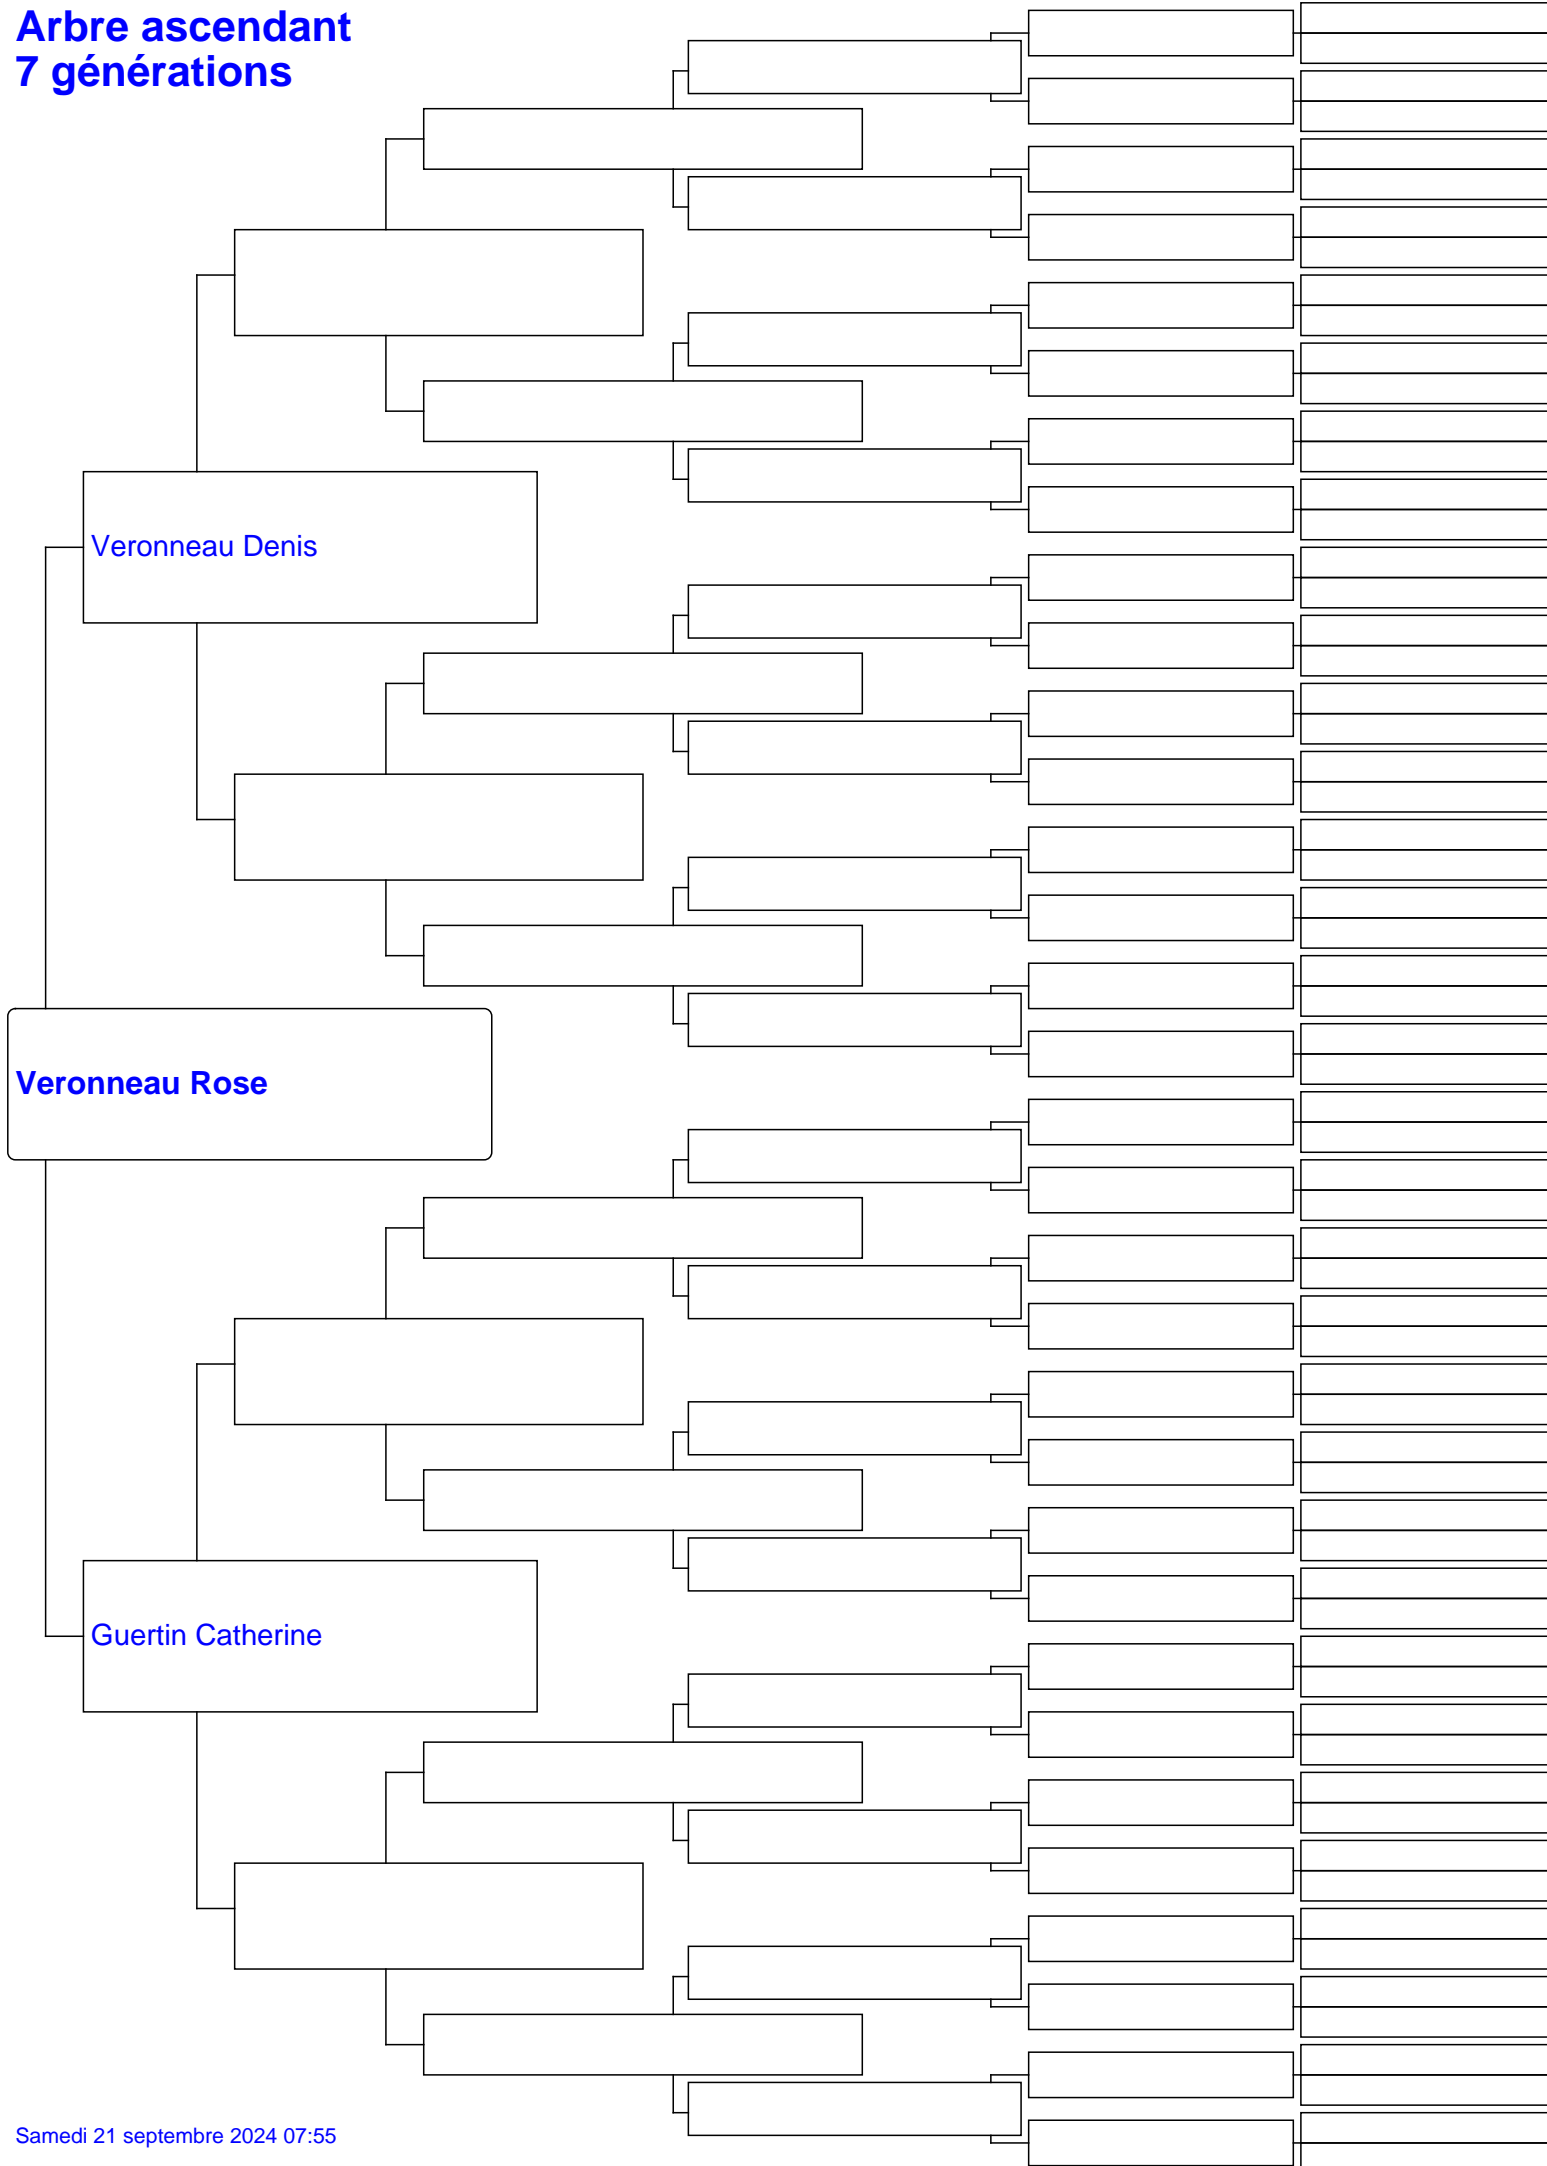 Arbre ascendant
7 générations
Veronneau Denis
Veronneau Rose
Guertin Catherine
Samedi 21 septembre 2024 07:55